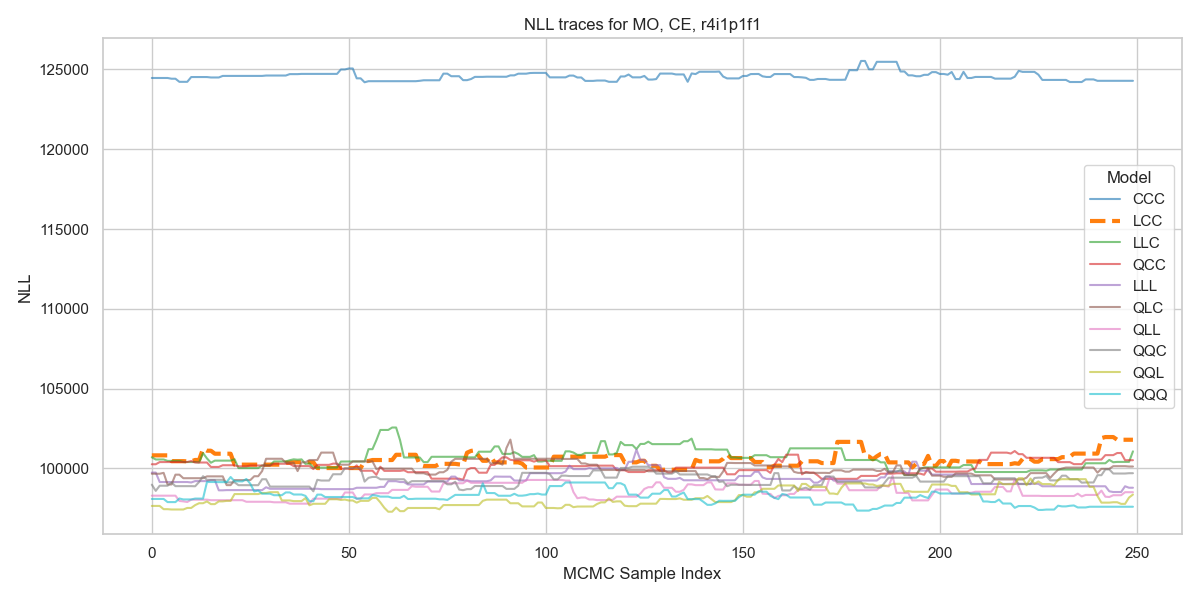 NLL traces for MO, CE, r4i1p1f1
125000
120000
115000
110000
105000
100000
NLL
0
50
100
150
200
250
MCMC Sample Index
Model
CCC
LCC
LLC
QCC
LLL
QLC
QLL
QQC
QQL
QQQ